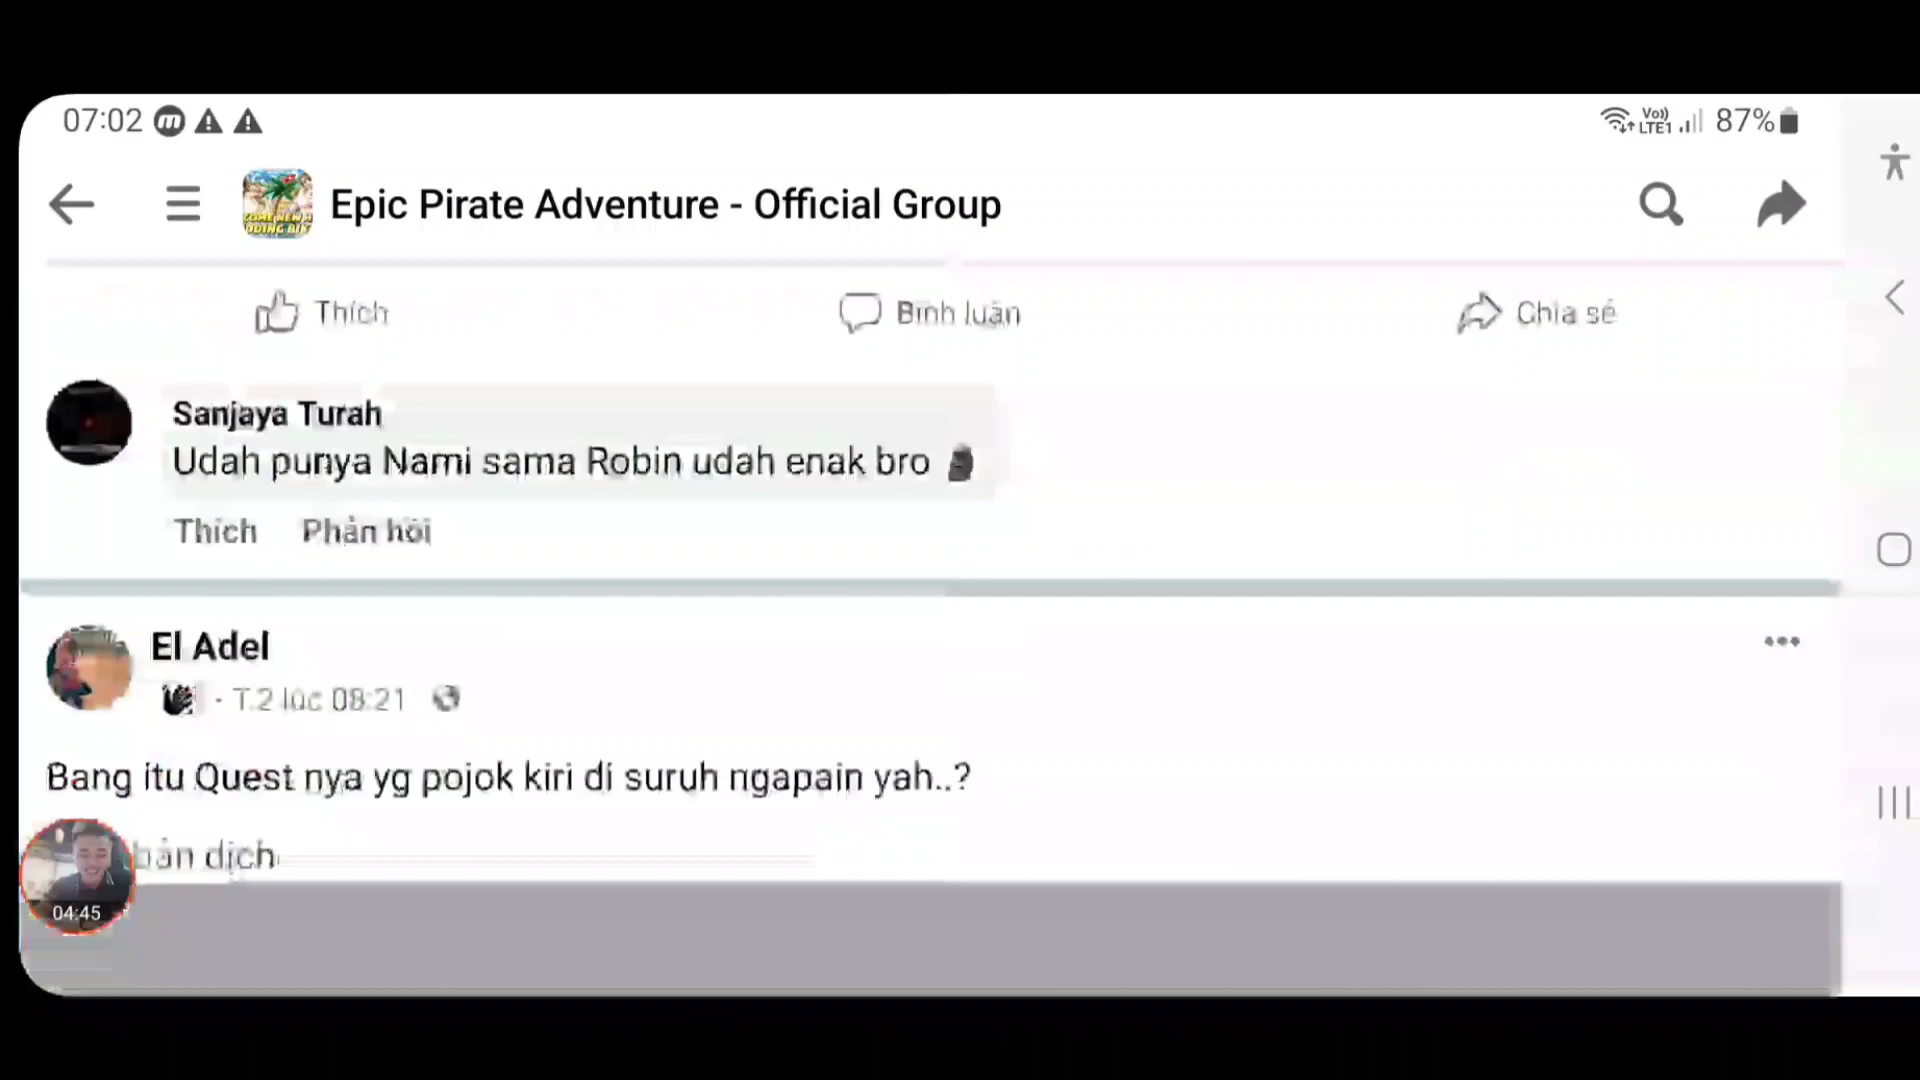 07:02
Vo))
LTE1
87%
Epic Pirate Adventure - Official Group
Thích
Bình luận
Chia sẻ
Sanjaya Turah
Udah punya Nami sama Robin udah enak bro
Thích
Phản hồi
El Adel
· T.2 lúc 08:21
Bang itu Quest nya yg pojok kiri di suruh ngapain yah..?
bản dịch
04:45